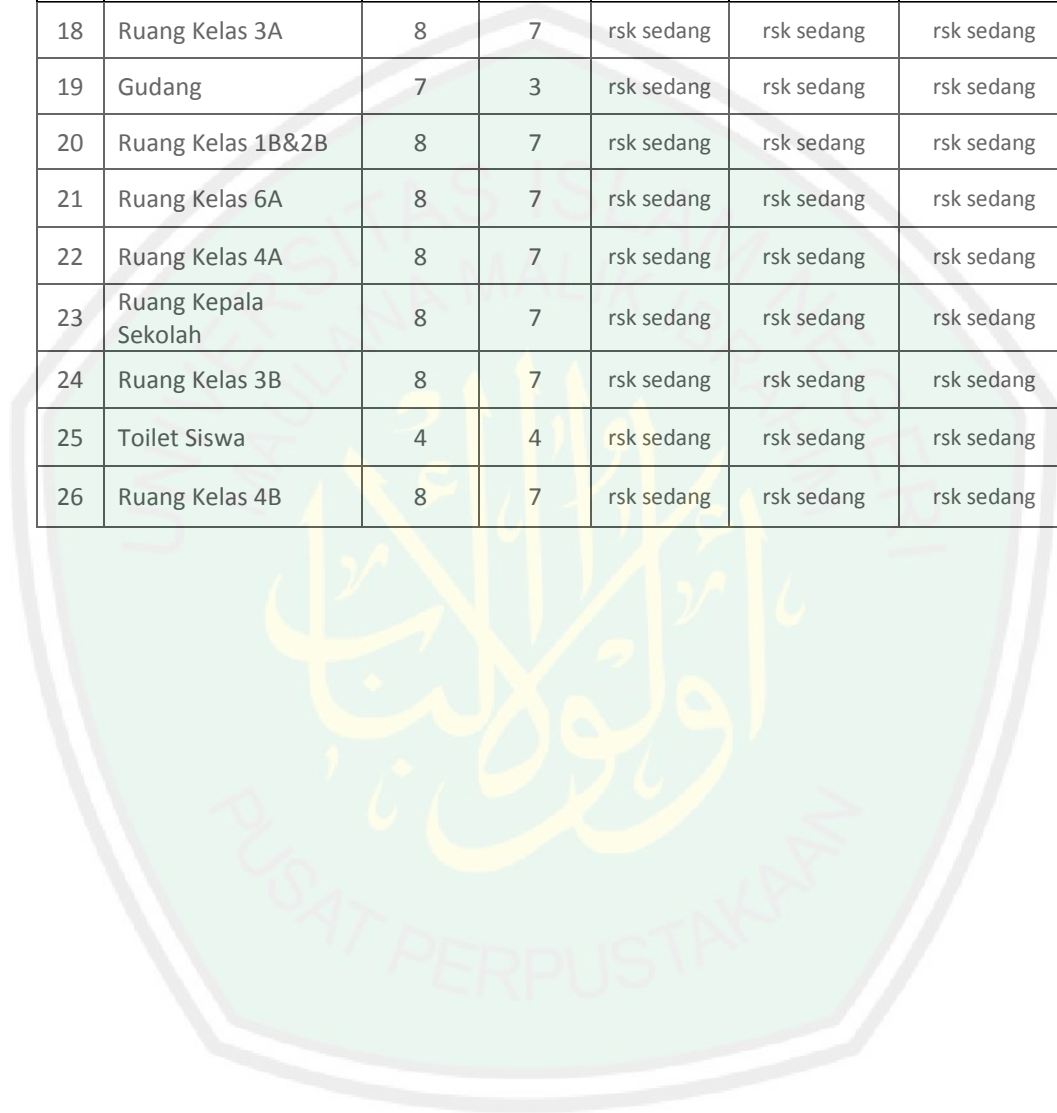 18 Ruang Kelas 3A 8 7 rsk sedang rsk sedang rsk sedang
19 Gudang 7 3 rsk sedang rsk sedang rsk sedang
20 Ruang Kelas 1B&2B 8 7 rsk sedang rsk sedang rsk sedang
21 Ruang Kelas 6A 8 7 rsk sedang rsk sedang rsk sedang
22 Ruang Kelas 4A 8 7 rsk sedang rsk sedang rsk sedang
23 Ruang Kepala
Sekolah 8 7 rsk sedang rsk sedang rsk sedang
24 Ruang Kelas 3B 8 7 rsk sedang rsk sedang rsk sedang
25 Toilet Siswa 4 4 rsk sedang rsk sedang rsk sedang
26 Ruang Kelas 4B 8 7 rsk sedang rsk sedang rsk sedang
UNIVERSITAS ISLAM NEGERI
MAULANA MALIK IBRAHIM
PUSAT PERPUSTAKAAN